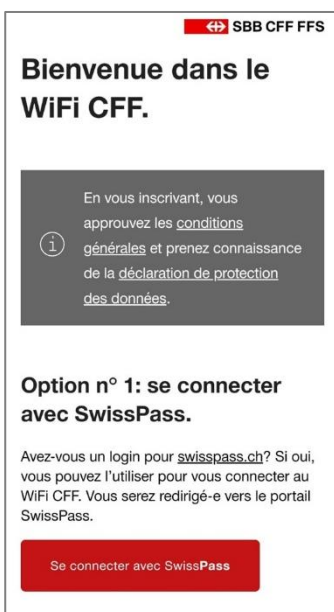 SBB CFF FFS
Bienvenue dans le
WiFi CFF.
En vous inscrivant, vous
approuvez les conditions
générales et prenez connaissance
de la déclaration de protection
des données.
Option n° 1: se connecter
avec SwissPass.
Avez-vous un login pour swisspass.ch? Si oui,
vous pouvez l'utiliser pour vous connecter au
WiFi CFF. Vous serez redirigé-e vers le portail
SwissPass.
Se connecter avec SwissPass